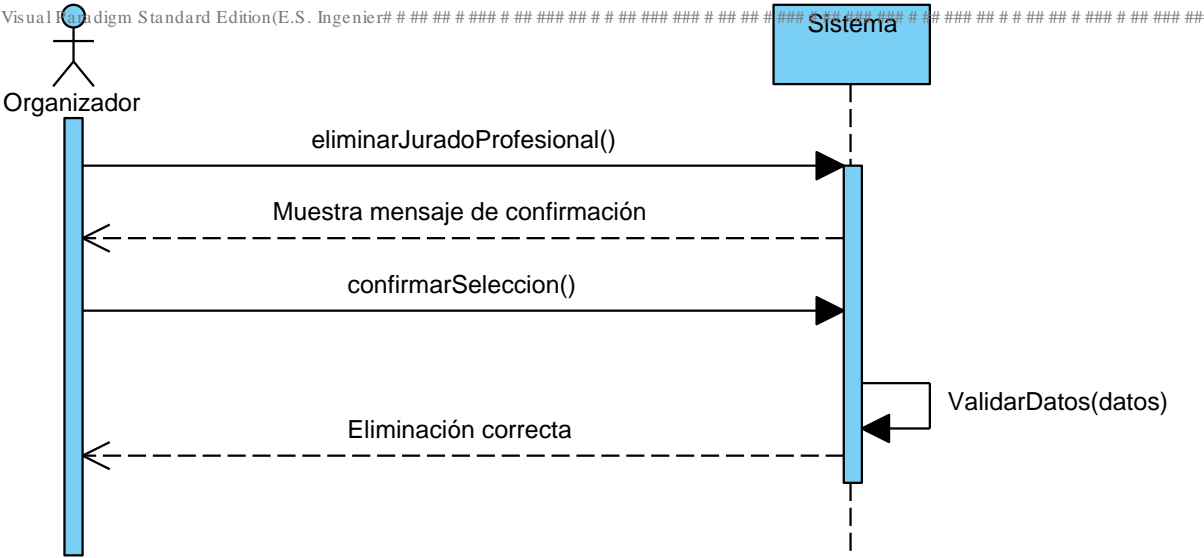 Visual Paradigm Standard Edition(E.S. Ingenier# # ## ## # ### # ## ### ## # # ## ### ### # ## ## # ### # ## ### ### # ## ### ## # # ## ## # ### # ## ### ##
Sistema
Organizador
eliminarJuradoProfesional()
Muestra mensaje de confirmación
confirmarSeleccion()
ValidarDatos(datos)
Eliminación correcta